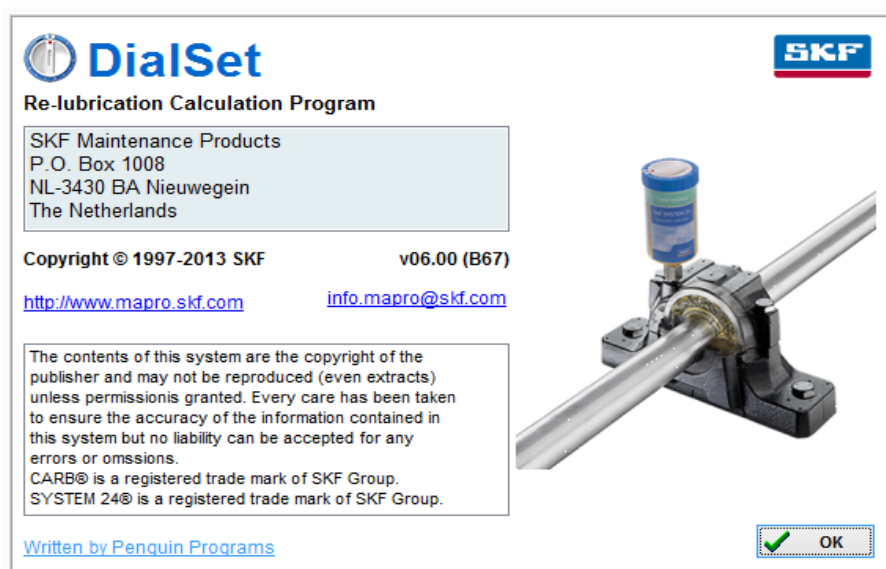 DialSet
SKF
Re-lubrication Calculation Program
SKF Maintenance Products
P.O. Box 1008
NL-3430 BA Nieuwegein
The Netherlands
Copyright © 1997-2013 SKF
v06.00 (B67)
http://www.mapro.skf.com
info.mapro@skf.com
The contents of this system are the copyright of the
publisher and may not be reproduced (even extracts)
unless permissionis granted. Every care has been taken
to ensure the accuracy of the information contained in
this system but no liability can be accepted for any
errors or omssions.
CARB® is a registered trade mark of SKF Group.
SYSTEM 24® is a registered trade mark of SKF Group.
Written by Penguin Programs
OK